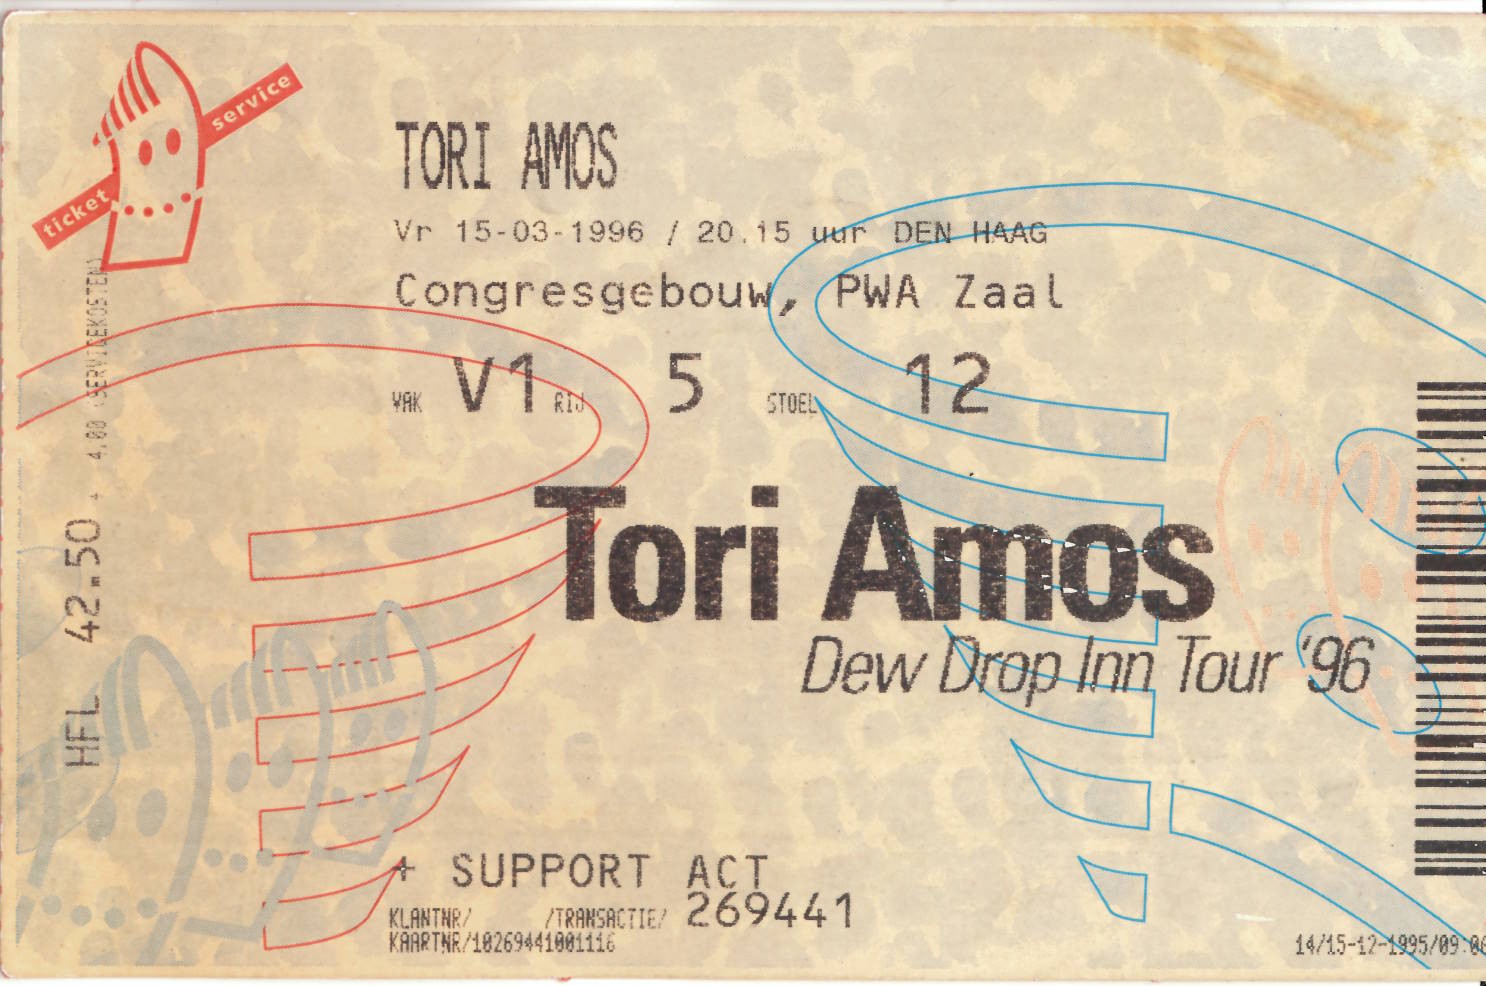 ticket service
TORI AMOS
Vr 15-03-1996 / 20.15 uur DEN HAAG
Congresgebouw, PWA Zaal
VAK V1 RIJ 5 STOEL 12
Tori Amos
Dew Drop Inn Tour '96
+ SUPPORT ACT
KLANTNR/ /TRANSACTIE/ 269441
KAARTNR/10269441001116
14/15-12-1995/09:
HFL 42.50 + 4.00 (SERVICEKOSTEN)